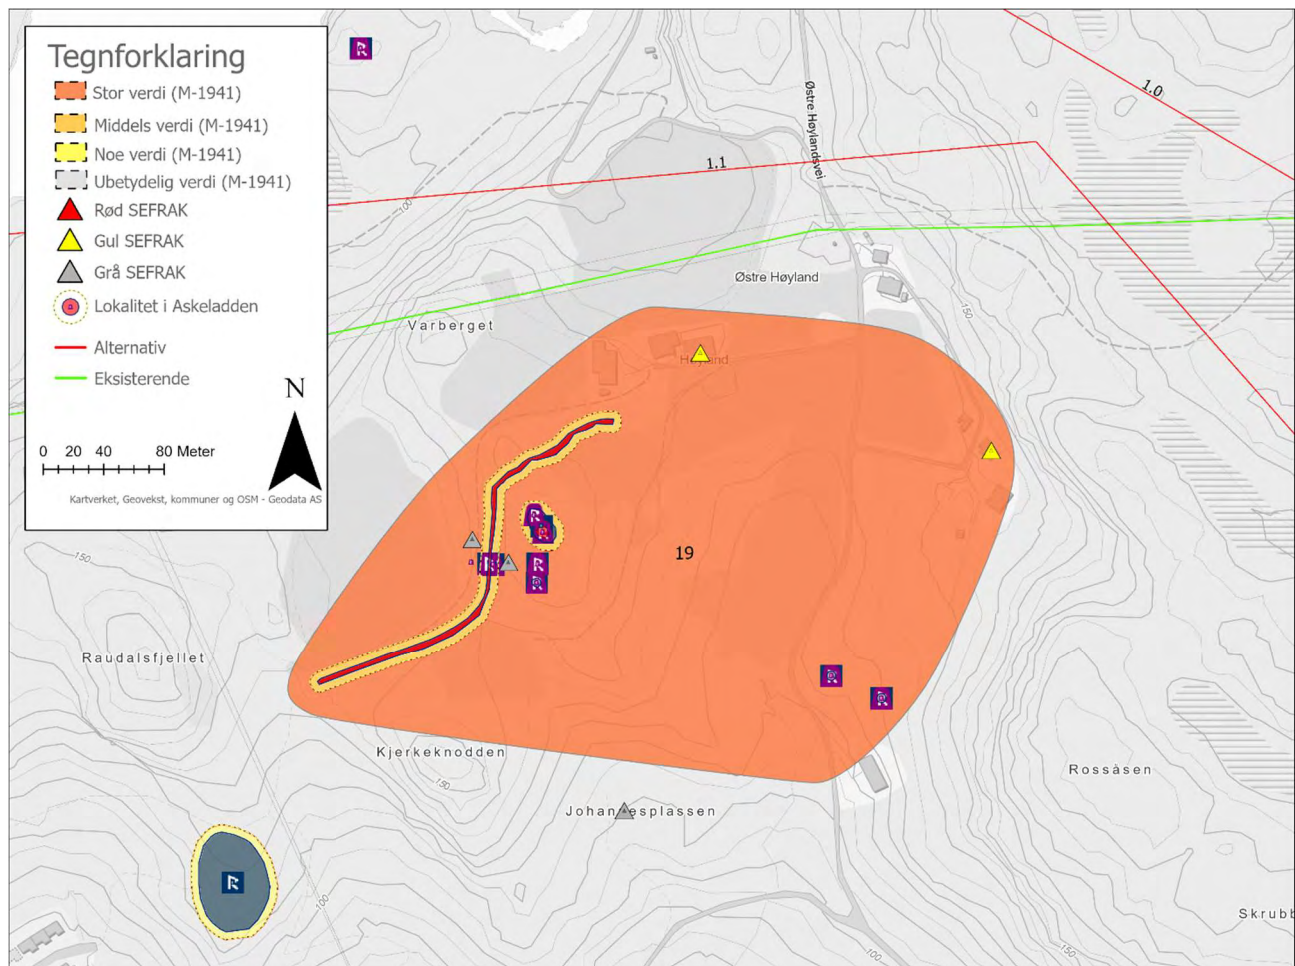 Tegnforklaring
Stor verdi (M-1941)
Middels verdi (M-1941)
Noe verdi (M-1941)
Ubetydelig verdi (M-1941)
Rød SEFRAK
Gul SEFRAK
Grå SEFRAK
Lokalitet i Askeladden
Alternativ
Eksisterende
N
0 20 40 80 Meter
Kartverket, Geovekst, kommuner og OSM - Geodata AS
1.0
Østre Høylandsvei
1.1
100
Østre Høyland
150
Varberget
Høyland
19
150
Raudalsfjellet
Kjerkeknodden
150
Rossåsen
Johannesplassen
100
Skrubb
150
100